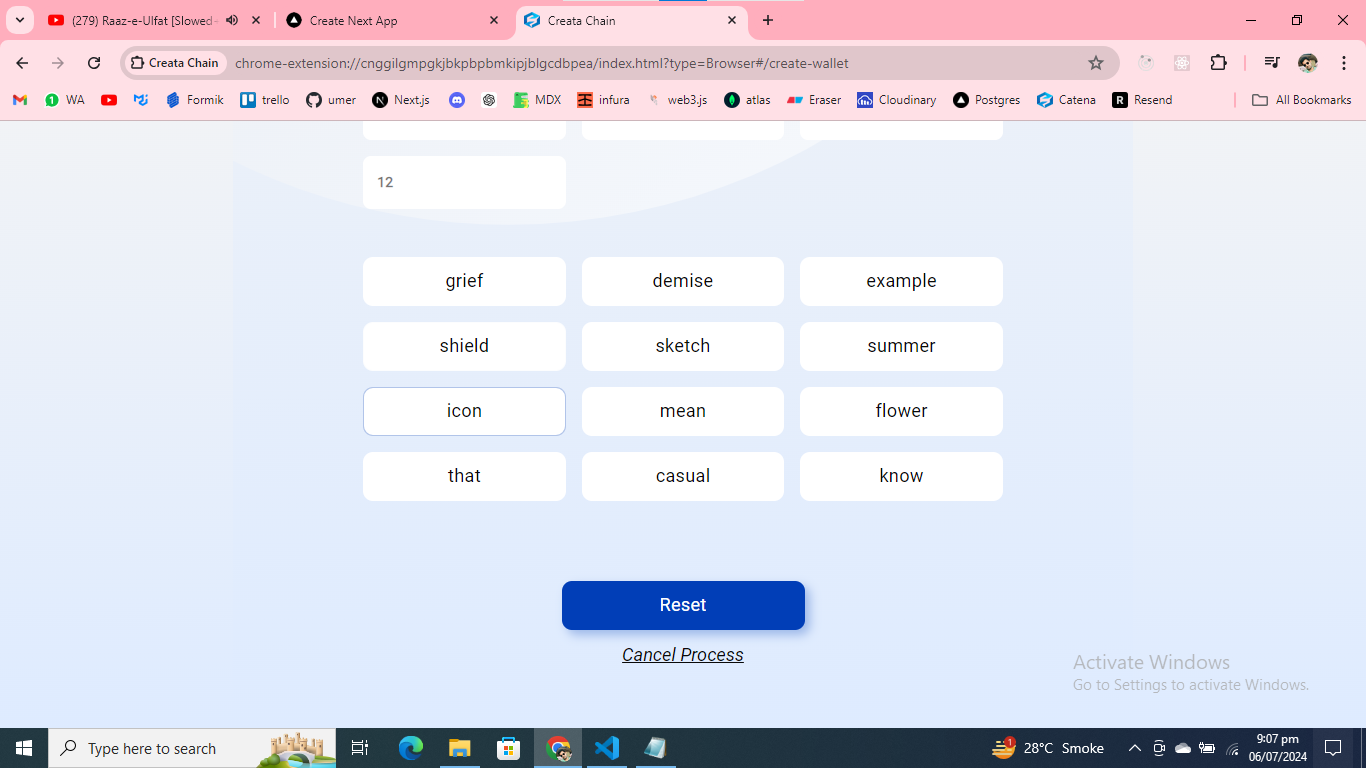 (279) Raaz-e-Ulfat [Slowed
Create Next App
Creata Chain
Creata Chain
chrome-extension://cnggilgmpgkjbkpbpbmkipjblgcdbpea/index.html?type=Browser#/create-wallet
WA
Formik
trello
umer
Next.js
MDX
infura
web3.js
atlas
Eraser
Cloudinary
Postgres
Catena
Resend
All Bookmarks
12
grief demise example
shield sketch summer
icon mean flower
that casual know
Reset
Cancel Process
Activate Windows
Go to Settings to activate Windows.
Type here to search
28°C Smoke
9:07 pm
06/07/2024